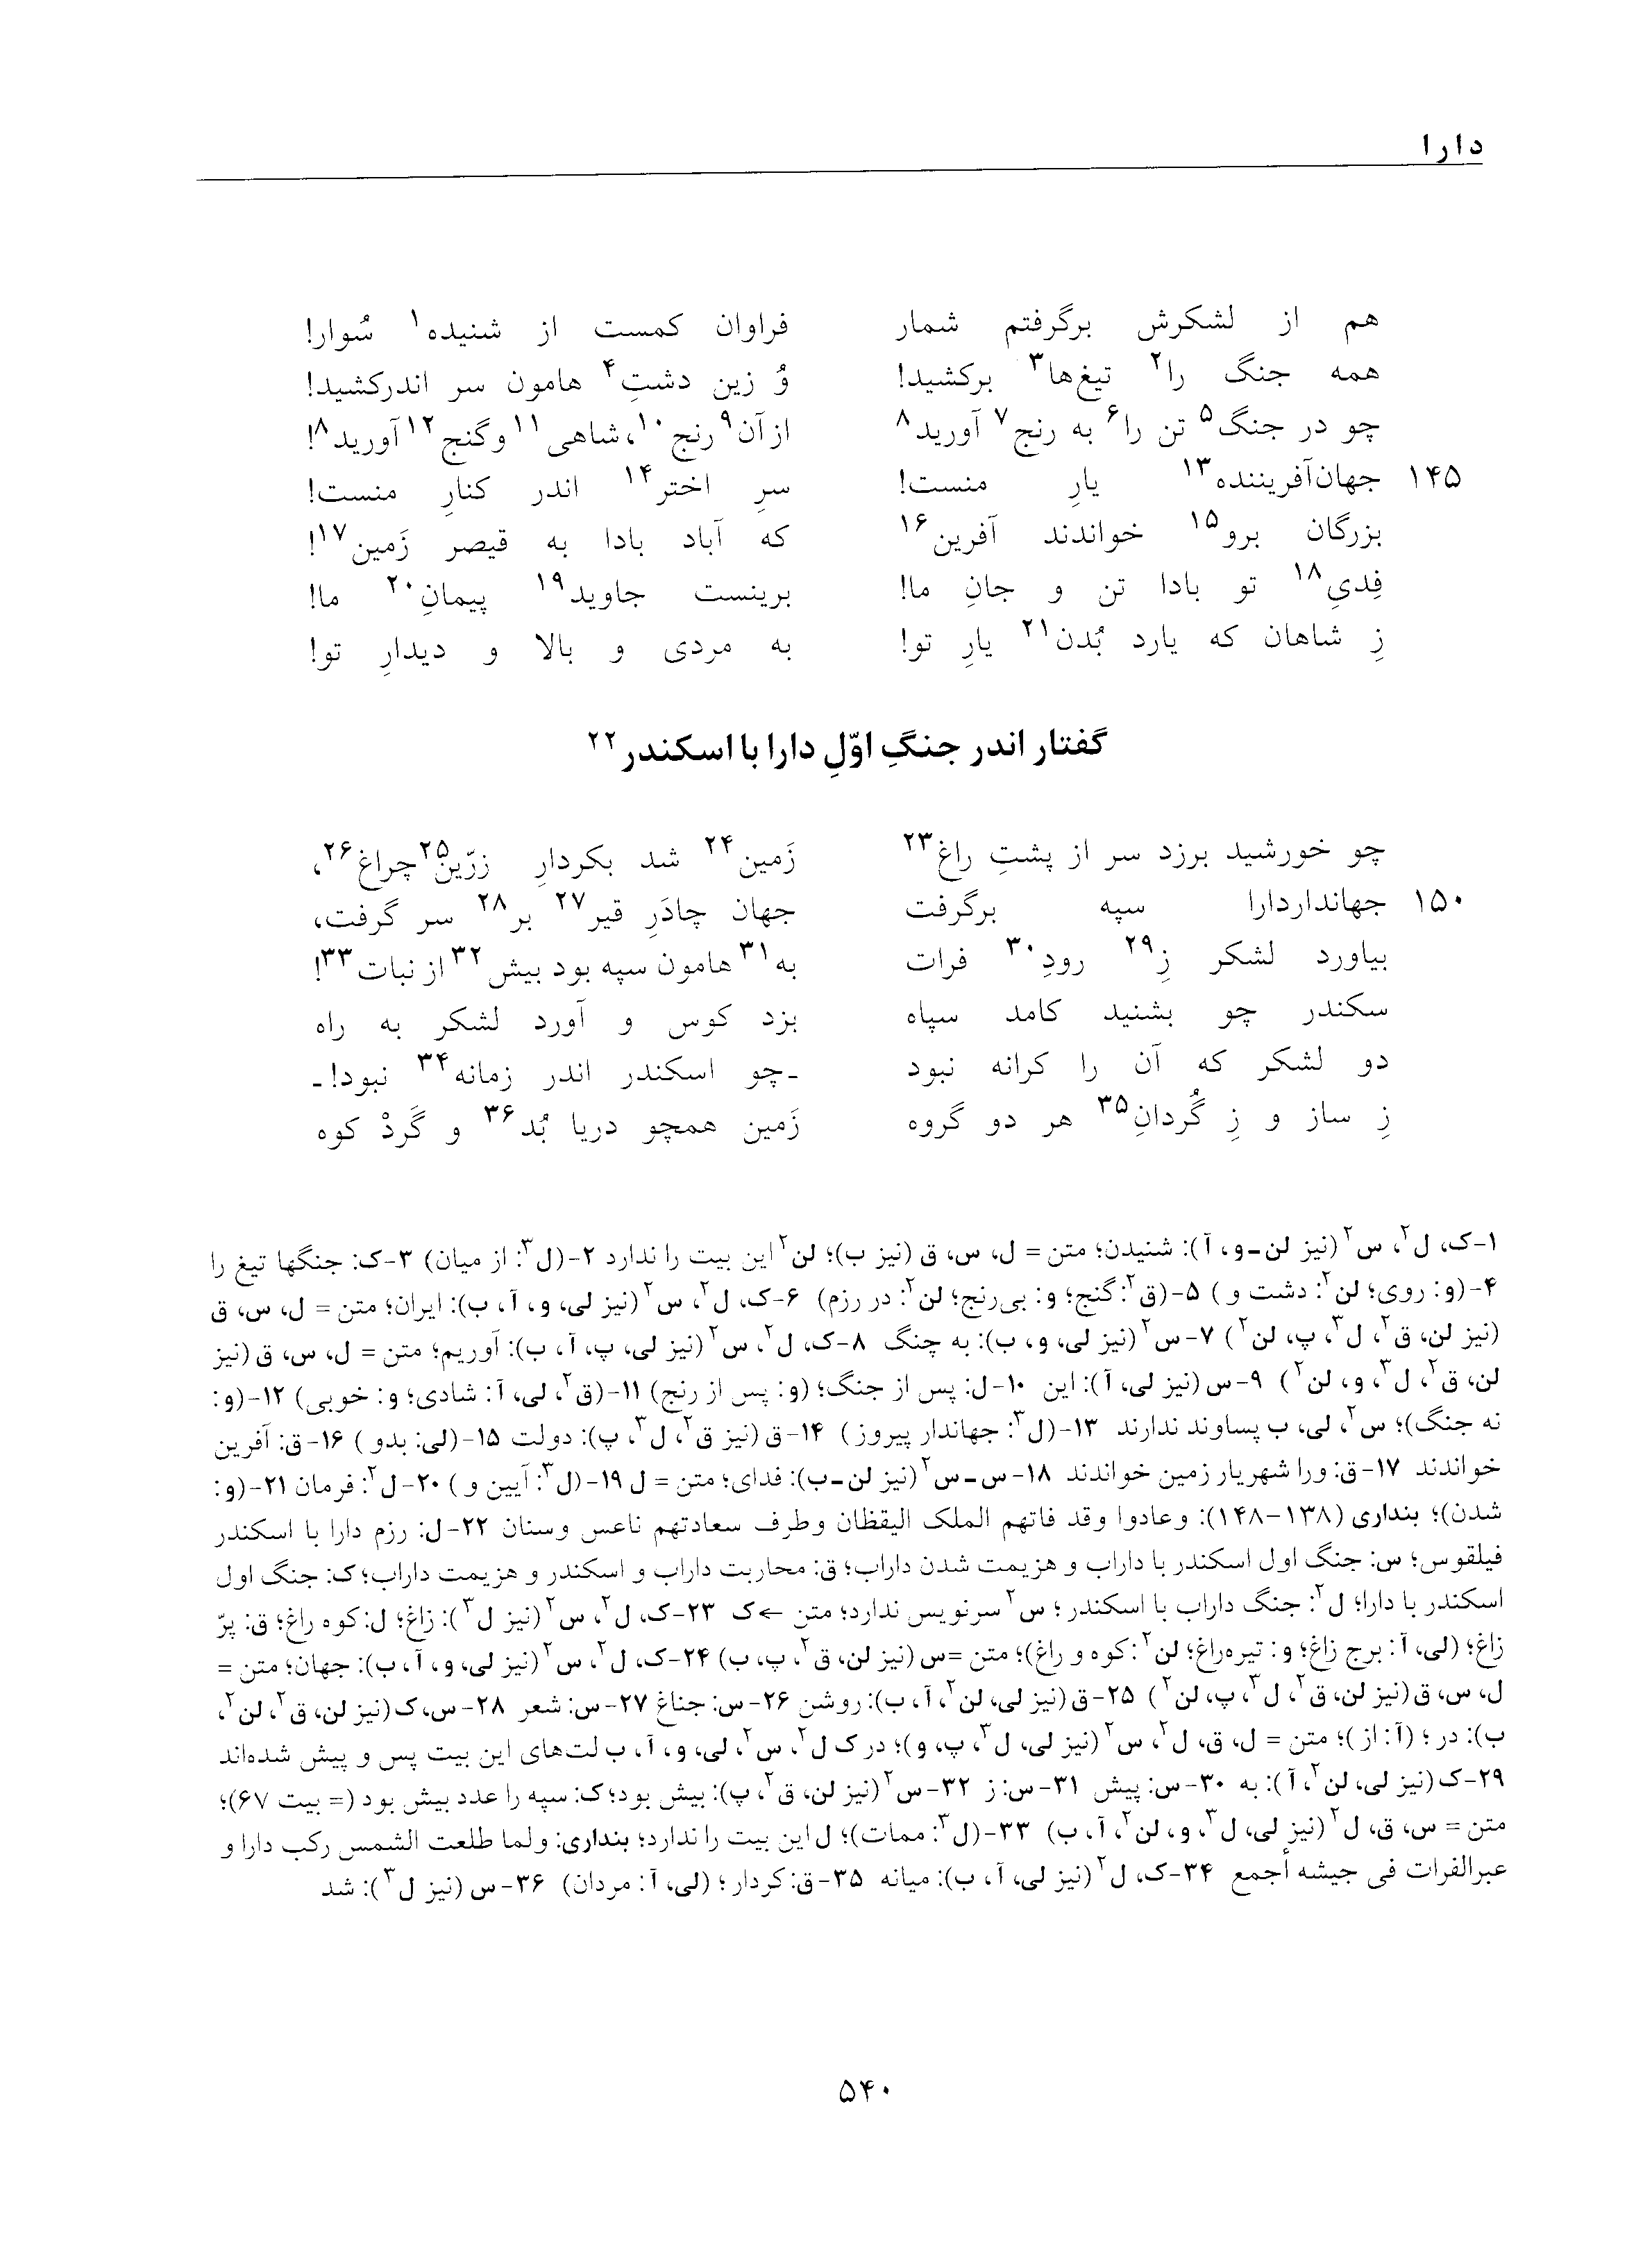 دارا
هم از لشکرش برگرفتم شمار فراوان کمست از شنیده۱ سُوار!
همه جنگ را۲ تیغ‌ها۳ برکشید! وُ زین دشتِ۴ هامون سر اندرکشید!
چو در جنگ۵ تن را۶ به رنج۷ آورید۸ از آن۹ رنج۱۰، شاهی۱۱ و گنج۱۲ آورید۸!
۱۴۵ جهان‌آفریننده۱۳ یارِ منست! سرِ اختر۱۴ اندر کنارِ منست!
بزرگان برو۱۵ خواندند آفرین۱۶ که آباد بادا به قیصر زَمین۱۷!
فِدیِ۱۸ تو بادا تن و جانِ ما! برینست جاوید۱۹ پیمانِ۲۰ ما!
زِ شاهان که یارد بُدن۲۱ یارِ تو! به مردی و بالا و دیدارِ تو!
گفتار اندر جنگِ اوّلِ دارا با اسکندر۲۲
چو خورشید برزد سر از پشتِ راغ۲۳ زَمین۲۴ شد بکردارِ زرّین۲۵ چراغ۲۶،
۱۵۰ جهانداردارا سپه برگرفت جهان چادَرِ قیر۲۷ بر۲۸ سر گرفت،
بیاورد لشکر زِ۲۹ رودِ۳۰ فرات به۳۱ هامون سپه بود بیش۳۲ از نبات۳۳!
سکندر چو بشنید کامد سپاه بزد کوس و آورد لشکر به راه
دو لشکر که آن را کرانه نبود -چو اسکندر اندر زمانه۳۴ نبود!-
زِ ساز و زِ گُردانِ۳۵ هر دو گروه زَمین همچو دریا بُد۳۶ و گَردْ کوه
۱-ک، ل۲، س۲ (نیز لن-و، آ): شنیدن؛ متن = ل، س، ق (نیز ب)؛ لن۲ این بیت را ندارد ۲-(ل۳: از میان) ۳-ک: جنگها تیغ را
۴-(و: روی؛ لن۲: دشت و) ۵-(ق۲: گنج؛ و: بی‌رنج؛ لن۲: در رزم) ۶-ک، ل۲، س۲ (نیز لی، و، آ، ب): ایران؛ متن = ل، س، ق
(نیز لن، ق۲، ل۳، پ، لن۲) ۷-س۲ (نیز لی، و، ب): به چنگ ۸-ک، ل۲، س۲ (نیز لی، پ، آ، ب): آوریم؛ متن = ل، س، ق (نیز
لن، ق۲، ل۳، و، لن۲) ۹-س (نیز لی، آ): این ۱۰-ل: پس از جنگ؛ (و: پس از رنج) ۱۱-(ق۲، لی، آ: شادی؛ و: خوبی) ۱۲-(و:
نه جنگ)؛ س۲، لی، ب پساوند ندارند ۱۳-(ل۳: جهاندار پیروز) ۱۴-ق (نیز ق۲، ل۳، پ): دولت ۱۵-(لی: بدو) ۱۶-ق: آفرین
خواندند ۱۷-ق: ورا شهریار زمین خواندند ۱۸-س-س۲ (نیز لن-ب): فدای؛ متن = ل ۱۹-(ل۳: آیین و) ۲۰-ل۲: فرمان ۲۱-(و:
شدن)؛ بنداری (۱۳۸-۱۴۸): وعادوا وقد فاتهم الملک الیقظان وطرف سعادتهم ناعس وسنان ۲۲-ل: رزم دارا با اسکندر
فیلقوس؛ س: جنگ اول اسکندر با داراب و هزیمت شدن داراب؛ ق: محاربت داراب و اسکندر و هزیمت داراب؛ ک: جنگ اول
اسکندر با دارا؛ ل۲: جنگ داراب با اسکندر؛ س۲ سرنویس ندارد؛ متن ← ک ۲۳-ک، ل۲، س۲ (نیز ل۳): زاغ؛ ل: کوه راغ؛ ق: پرّ
زاغ؛ (لی، آ: برج زاغ؛ و: تیره‌راغ؛ لن۲: کوه و راغ)؛ متن =س (نیز لن، ق۲، پ، ب) ۲۴-ک، ل۲، س۲ (نیز لی، و، آ، ب): جهان؛ متن =
ل، س، ق (نیز لن، ق۲، ل۳، پ، لن۲) ۲۵-ق (نیز لی، لن۲، آ، ب): روشن ۲۶-س: جناغ ۲۷-س: شعر ۲۸-س، ک (نیز لن، ق۲، لن۲،
ب): در؛ (آ: از)؛ متن = ل، ق، ل۲، س۲ (نیز لی، ل۳، پ، و)؛ در ک ل۲، س۲، لی، و، آ، ب لت‌های این بیت پس و پیش شده‌اند
۲۹-ک (نیز لی، لن۲، آ): به ۳۰-س: پیش ۳۱-س: ز ۳۲-س۲ (نیز لن، ق۲، پ): بیش بود؛ ک: سپه را عدد بیش بود (= بیت ۶۷)؛
متن = س، ق، ل۲ (نیز لی، ل۳، و، لن۲، آ، ب) ۳۳-(ل۳: ممات)؛ ل این بیت را ندارد؛ بنداری: ولما طلعت الشمس رکب دارا و
عبرالفرات فی جیشه أجمع ۳۴-ک، ل۲ (نیز لی، آ، ب): میانه ۳۵-ق: کردار؛ (لی، آ: مردان) ۳۶-س (نیز ل۳): شد
۵۴۰